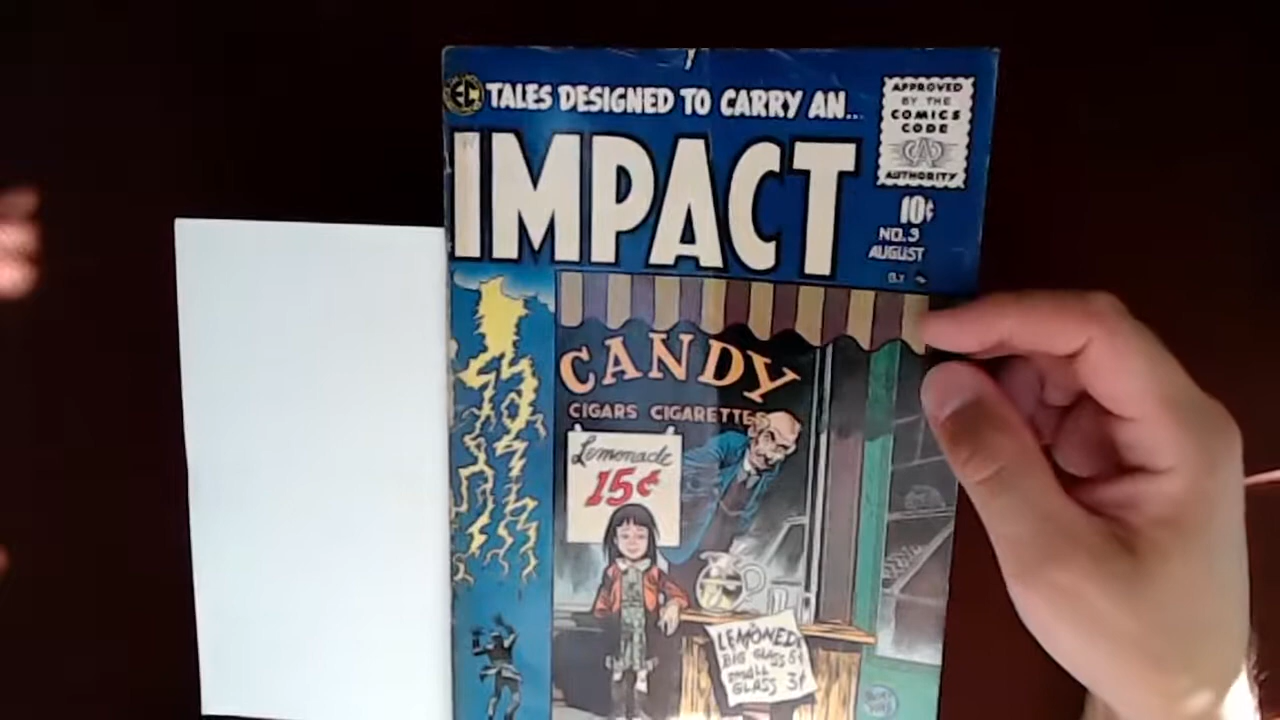 EC
TALES DESIGNED TO CARRY AN...
IMPACT
APPROVED
BY THE
COMICS
CODE
CA
AUTHORITY
10¢
NO. 3
AUGUST
CANDY
CIGARS CIGARETTES
Lemonade
15¢
LEMONED
BIG GLASS 5¢
SMALL
GLASS 3¢